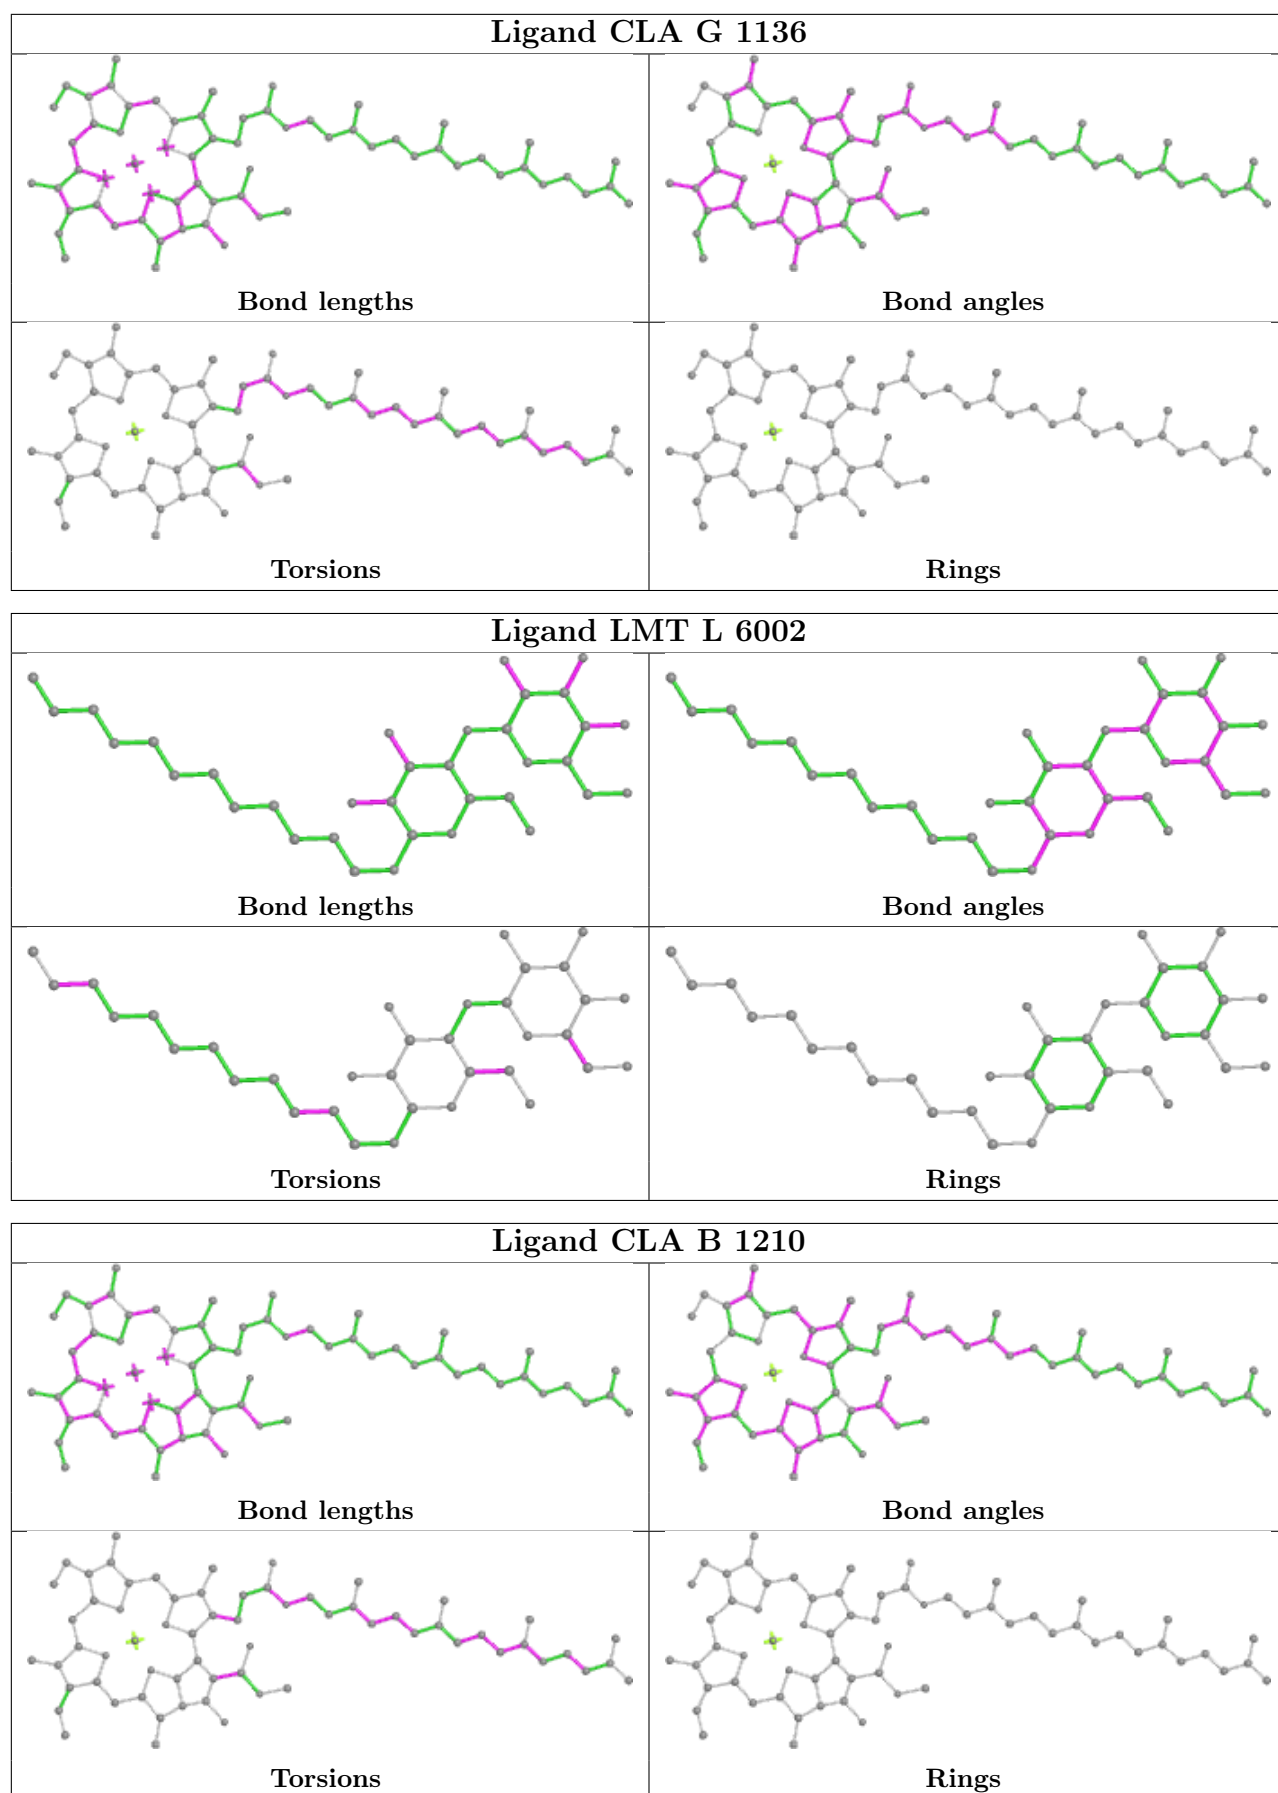 Ligand CLA G 1136
Bond lengths
Bond angles
Torsions
Rings
Ligand LMT L 6002
Bond lengths
Bond angles
Torsions
Rings
Ligand CLA B 1210
Bond lengths
Bond angles
Torsions
Rings